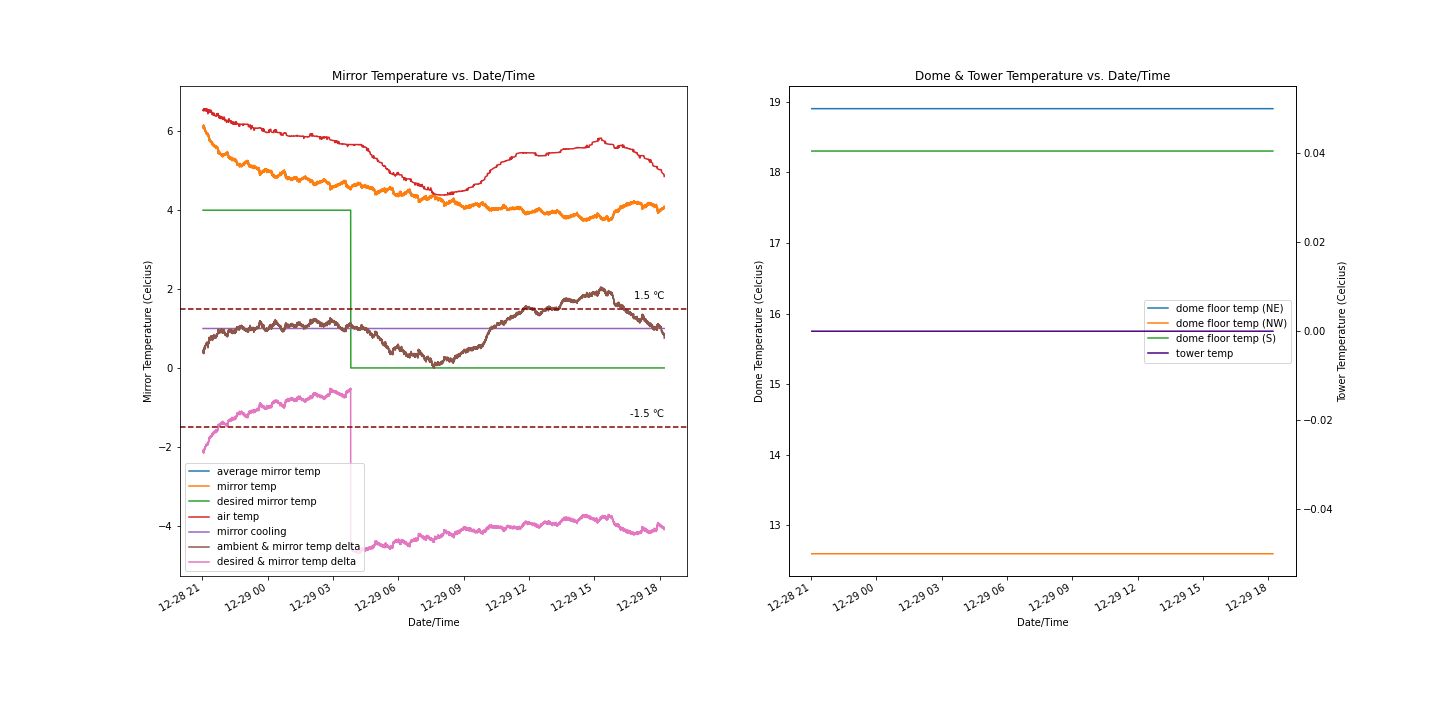 Mirror Temperature vs. Date/Time
Mirror Temperature (Celcius)
6
4
2
0
−2
−4
1.5 °C
-1.5 °C
average mirror temp
mirror temp
desired mirror temp
air temp
mirror cooling
ambient & mirror temp delta
desired & mirror temp delta
12-28 21
12-29 00
12-29 03
12-29 06
12-29 09
12-29 12
12-29 15
12-29 18
Date/Time
Dome & Tower Temperature vs. Date/Time
Dome Temperature (Celcius)
19
18
17
16
15
14
13
dome floor temp (NE)
dome floor temp (NW)
dome floor temp (S)
tower temp
0.04
0.02
0.00
−0.02
−0.04
Tower Temperature (Celcius)
12-28 21
12-29 00
12-29 03
12-29 06
12-29 09
12-29 12
12-29 15
12-29 18
Date/Time